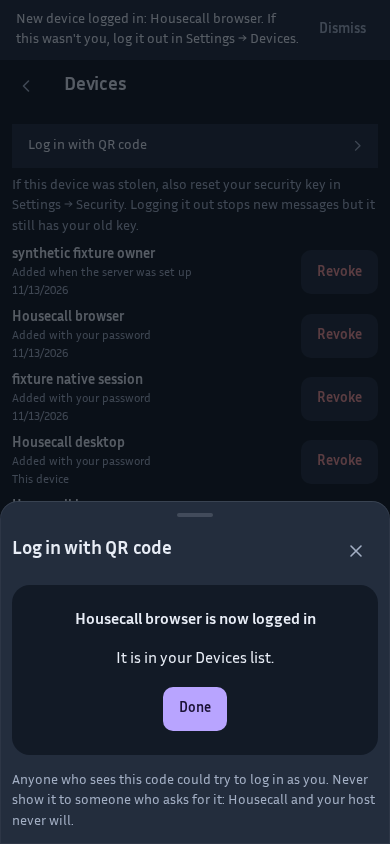 New device logged in: Housecall browser. If
this wasn't you, log it out in Settings → Devices.
Dismiss
Devices
Log in with QR code
If this device was stolen, also reset your security key in
Settings → Security. Logging it out stops new messages but it
still has your old key.
synthetic fixture owner
Added when the server was set up
11/13/2026
Revoke
Housecall browser
Added with your password
11/13/2026
Revoke
fixture native session
Added with your password
11/13/2026
Revoke
Housecall desktop
Added with your password
This device
Revoke
Log in with QR code
Housecall browser is now logged in
It is in your Devices list.
Done
Anyone who sees this code could try to log in as you. Never
show it to someone who asks for it: Housecall and your host
never will.